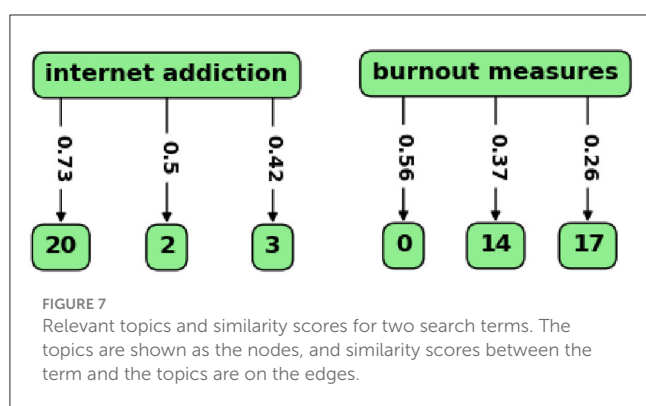 internet addiction
burnout measures
0.73
0.5
0.42
0.56
0.37
0.26
20
2
3
0
14
17
FIGURE 7
Relevant topics and similarity scores for two search terms. The
topics are shown as the nodes, and similarity scores between the
term and the topics are on the edges.